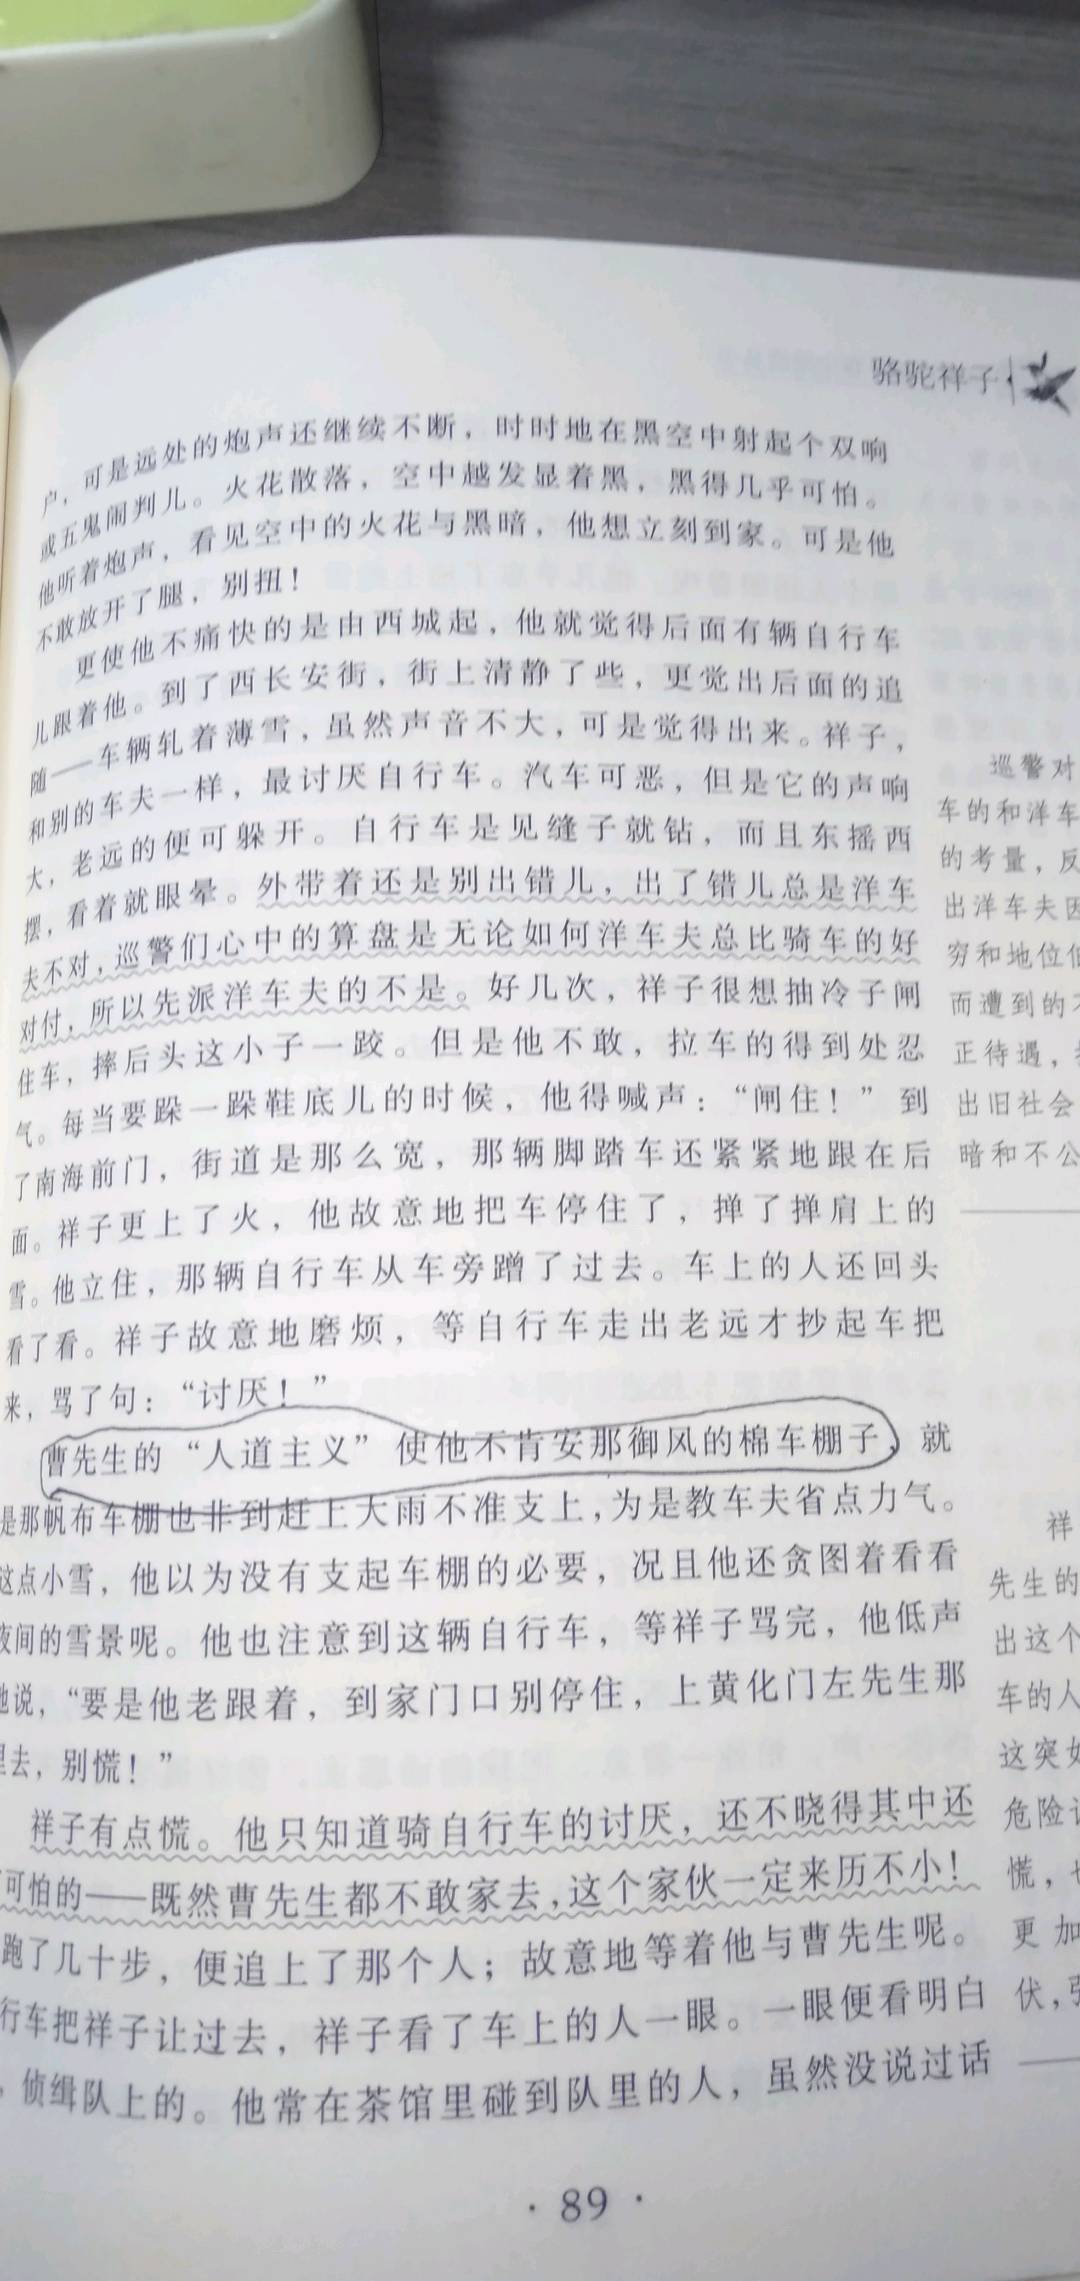 骆驼祥子
户，可是远处的炮声还继续不断，时时地在黑空中射起个双响
或五鬼闹判儿。火花散落，空中越发显着黑，黑得几乎可怕。
他听着炮声，看见空中的火花与黑暗，他想立刻到家。可是他
不敢放开了腿，别扭！
更使他不痛快的是由西城起，他就觉得后面有辆自行车
儿跟着他。到了西长安街，街上清静了些，更觉出后面的追
随——车辆轧着薄雪，虽然声音不大，可是觉得出来。祥子，
和别的车夫一样，最讨厌自行车。汽车可恶，但是它的声响
大，老远的便可躲开。自行车是见缝子就钻，而且东摇西
摆，看着就眼晕。外带着还是别出错儿，出了错儿总是洋车
夫不对，巡警们心中的算盘是无论如何洋车夫总比骑车的好
对付，所以先派洋车夫的不是。好几次，祥子很想抽冷子闸
住车，摔后头这小子一跤。但是他不敢，拉车的得到处忍
气。每当要跺一跺鞋底儿的时候，他得喊声：“闸住！”到
了南海前门，街道是那么宽，那辆脚踏车还紧紧地跟在后
面。祥子更上了火，他故意地把车停住了，掸了掸肩上的
雪。他立住，那辆自行车从车旁蹭了过去。车上的人还回头
看了看。祥子故意地磨烦，等自行车走出老远才抄起车把
来，骂了句：“讨厌！”
曹先生的“人道主义”使他不肯安那御风的棉车棚子，就
是那帆布车棚也非到赶上大雨不准支上，为是教车夫省点力气。
这点小雪，他以为没有支起车棚的必要，况且他还贪图着看看
夜间的雪景呢。他也注意到这辆自行车，等祥子骂完，他低声
地说，“要是他老跟着，到家门口别停住，上黄化门左先生那
里去，别慌！”
祥子有点慌。他只知道骑自行车的讨厌，还不晓得其中还
可怕的——既然曹先生都不敢家去，这个家伙一定来历不小！
跑了几十步，便追上了那个人；故意地等着他与曹先生呢。
行车把祥子让过去，祥子看了车上的人一眼。一眼便看明白
，侦缉队上的。他常在茶馆里碰到队里的人，虽然没说过话
巡警对
车的和洋车
的考量，反
出洋车夫因
穷和地位低
而遭到的不
正待遇，
出旧社会
暗和不公
祥
先生的
出这个
车的人
这突如
危险
慌，
更加
伏，
· 89 ·